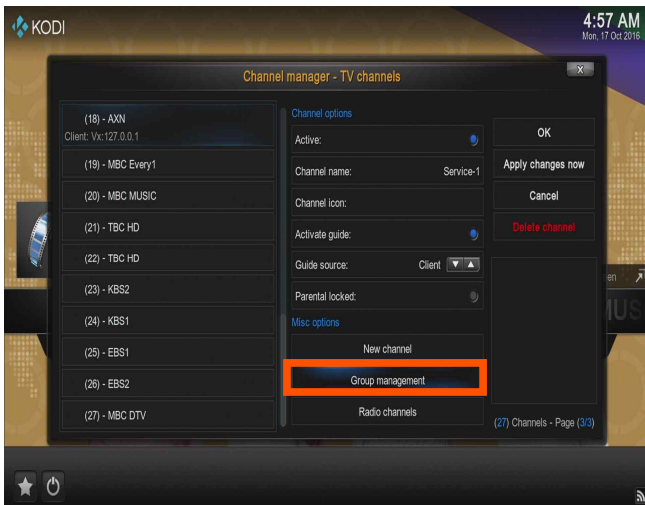 KODI
4:57 AM
Mon, 17 Oct 2016
Channel manager - TV channels
X
(18) - AXN
Client: Vx:127.0.0.1
(19) - MBC Every1
(20) - MBC MUSIC
(21) - TBC HD
(22) - TBC HD
(23) - KBS2
(24) - KBS1
(25) - EBS1
(26) - EBS2
(27) - MBC DTV
Channel options
Active:
Channel name: Service-1
Channel icon:
Activate guide:
Guide source: Client
Parental locked:
Misc options
New channel
Group management
Radio channels
OK
Apply changes now
Cancel
Delete channel
(27) Channels - Page (3/3)
en
MUS